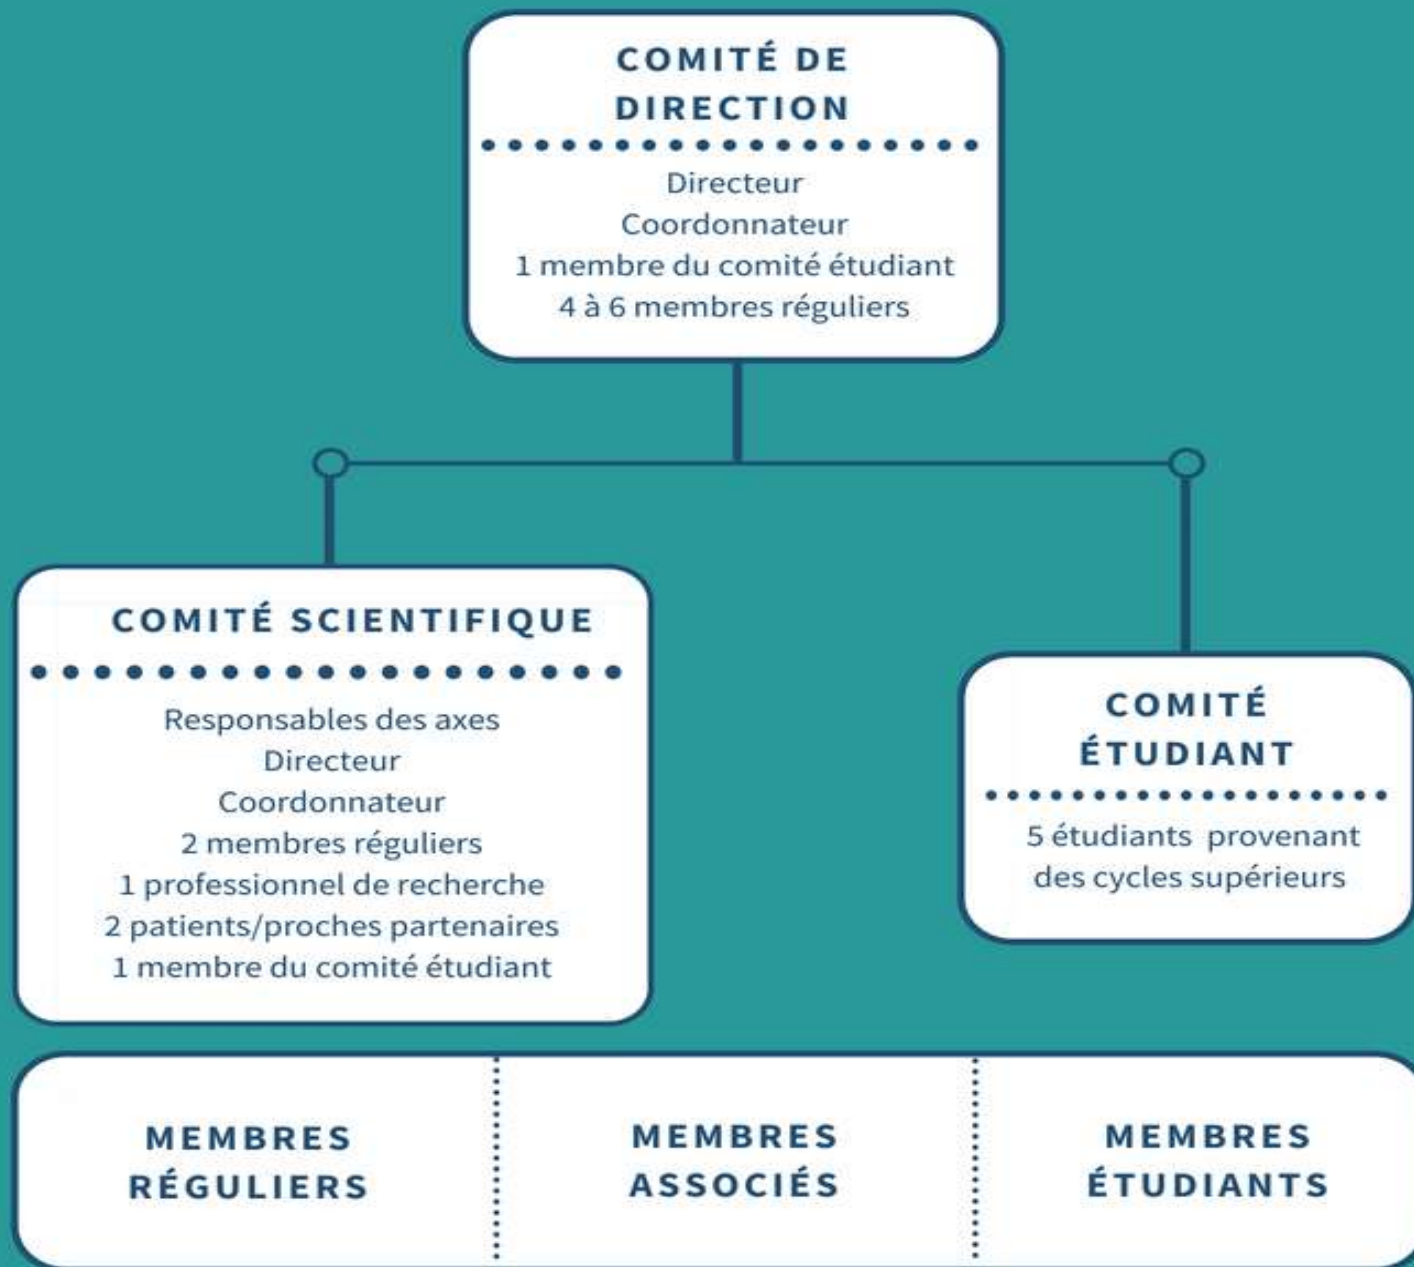 COMITÉ DE
DIRECTION
Directeur
Coordonnateur
1 membre du comité étudiant
4 à 6 membres réguliers
COMITÉ SCIENTIFIQUE
Responsables des axes
Directeur
Coordonnateur
2 membres réguliers
1 professionnel de recherche
2 patients/proches partenaires
1 membre du comité étudiant
COMITÉ
ÉTUDIANT
5 étudiants provenant
des cycles supérieurs
MEMBRES
RÉGULIERS
MEMBRES
ASSOCIÉS
MEMBRES
ÉTUDIANTS